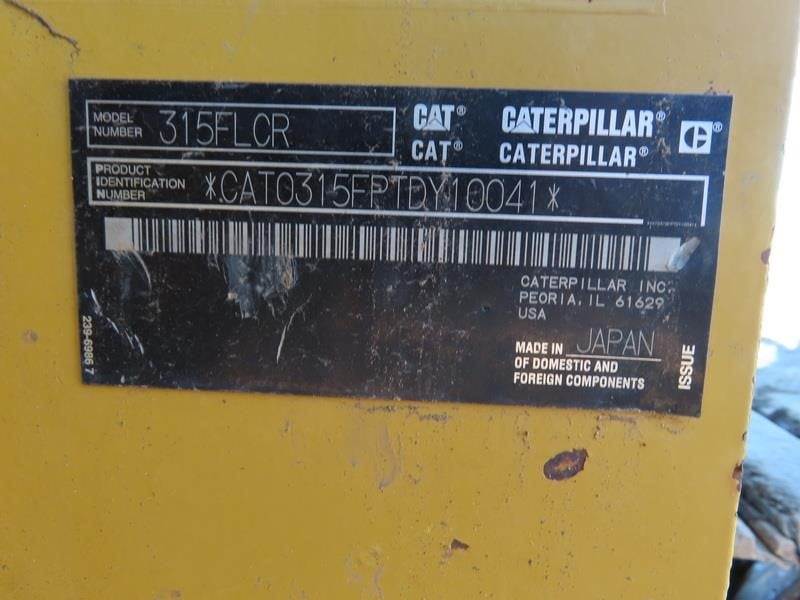 MODEL NUMBER 315FLCR
CAT® CATERPILLAR® ®
CAT® CATERPILLAR®
PRODUCT IDENTIFICATION NUMBER *CAT0315FPTDY10041*
CATERPILLAR INC.
PEORIA, IL 61629
USA
MADE IN JAPAN
OF DOMESTIC AND
FOREIGN COMPONENTS
ISSUE
239-6986 7